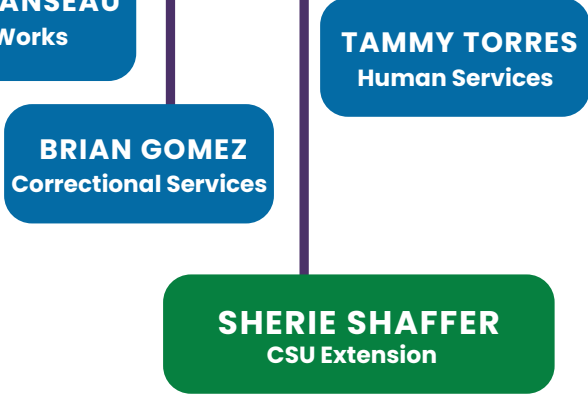 Works
TAMMY TORRES
Human Services
BRIAN GOMEZ
Correctional Services
SHERIE SHAFFER
CSU Extension